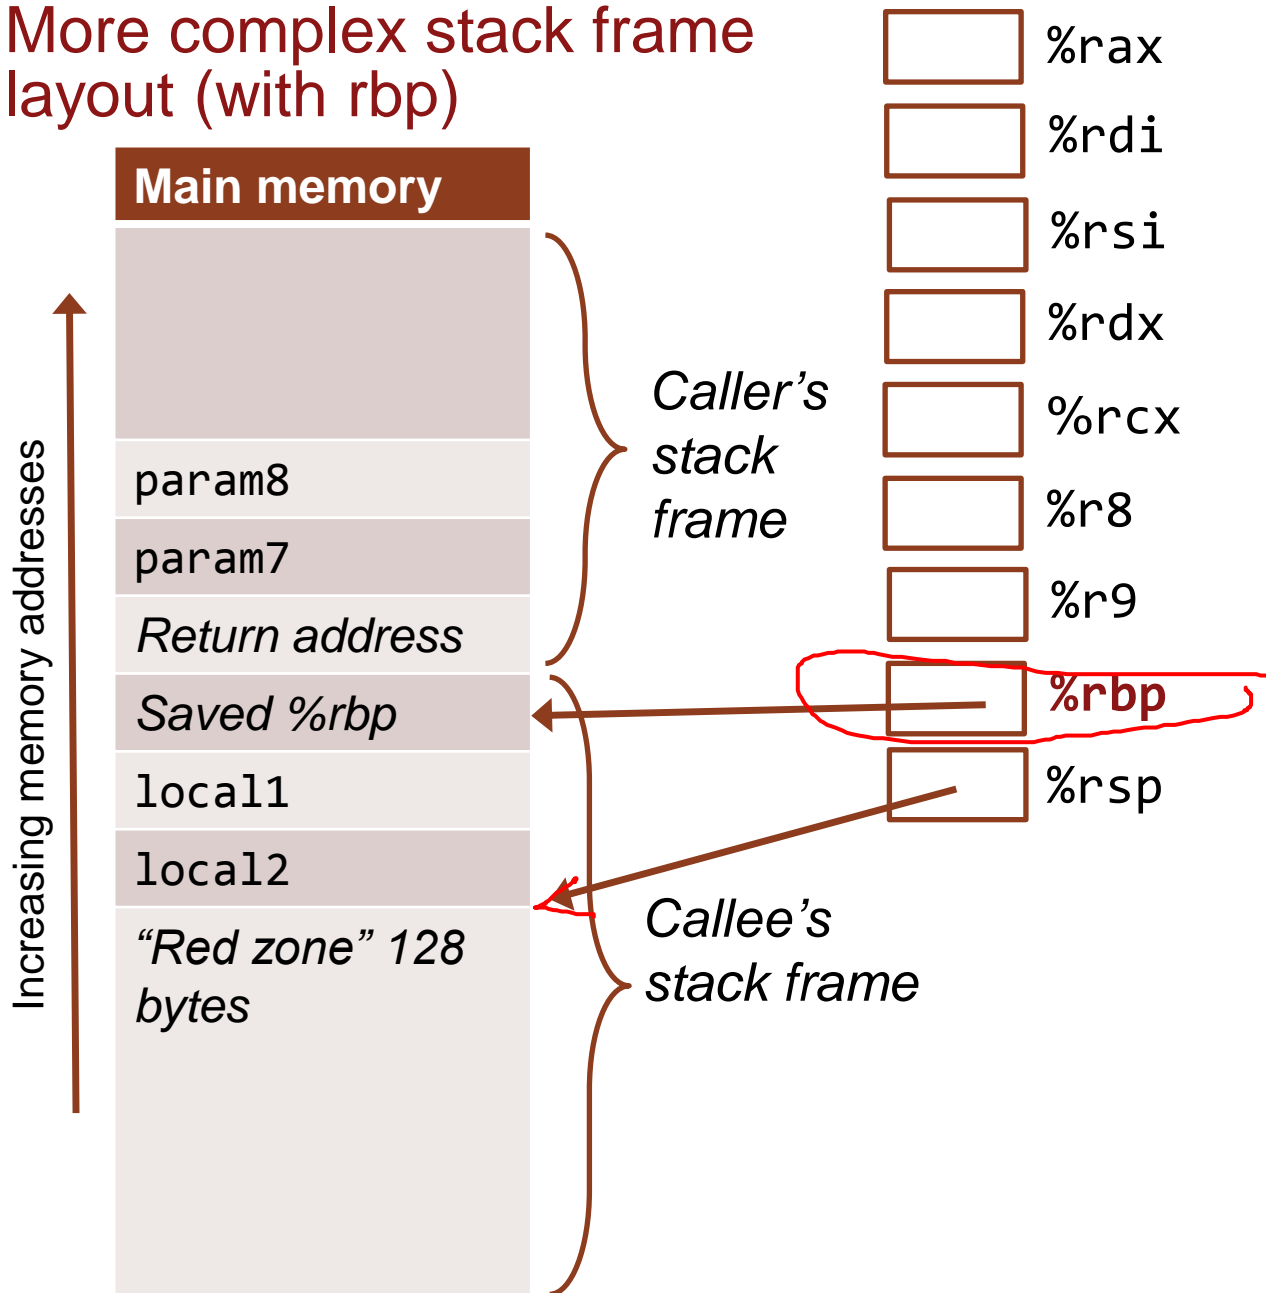 More complex stack frame
layout (with rbp)
Main memory
param8
param7
Return address
Saved %rbp
local1
local2
“Red zone” 128
bytes
Increasing memory addresses
Caller’s
stack
frame
Callee’s
stack frame
%rax
%rdi
%rsi
%rdx
%rcx
%r8
%r9
%rbp
%rsp